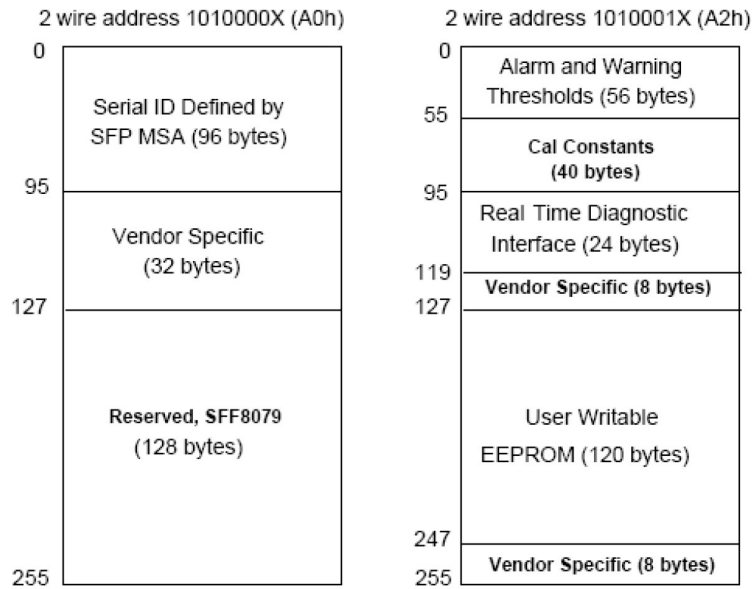 2 wire address 1010000X (A0h)
0
Serial ID Defined by
SFP MSA (96 bytes)
95
Vendor Specific
(32 bytes)
127
Reserved, SFF8079
(128 bytes)
255
2 wire address 1010001X (A2h)
0
Alarm and Warning
Thresholds (56 bytes)
55
Cal Constants
(40 bytes)
95
Real Time Diagnostic
Interface (24 bytes)
119
Vendor Specific (8 bytes)
127
User Writable
EEPROM (120 bytes)
247
Vendor Specific (8 bytes)
255